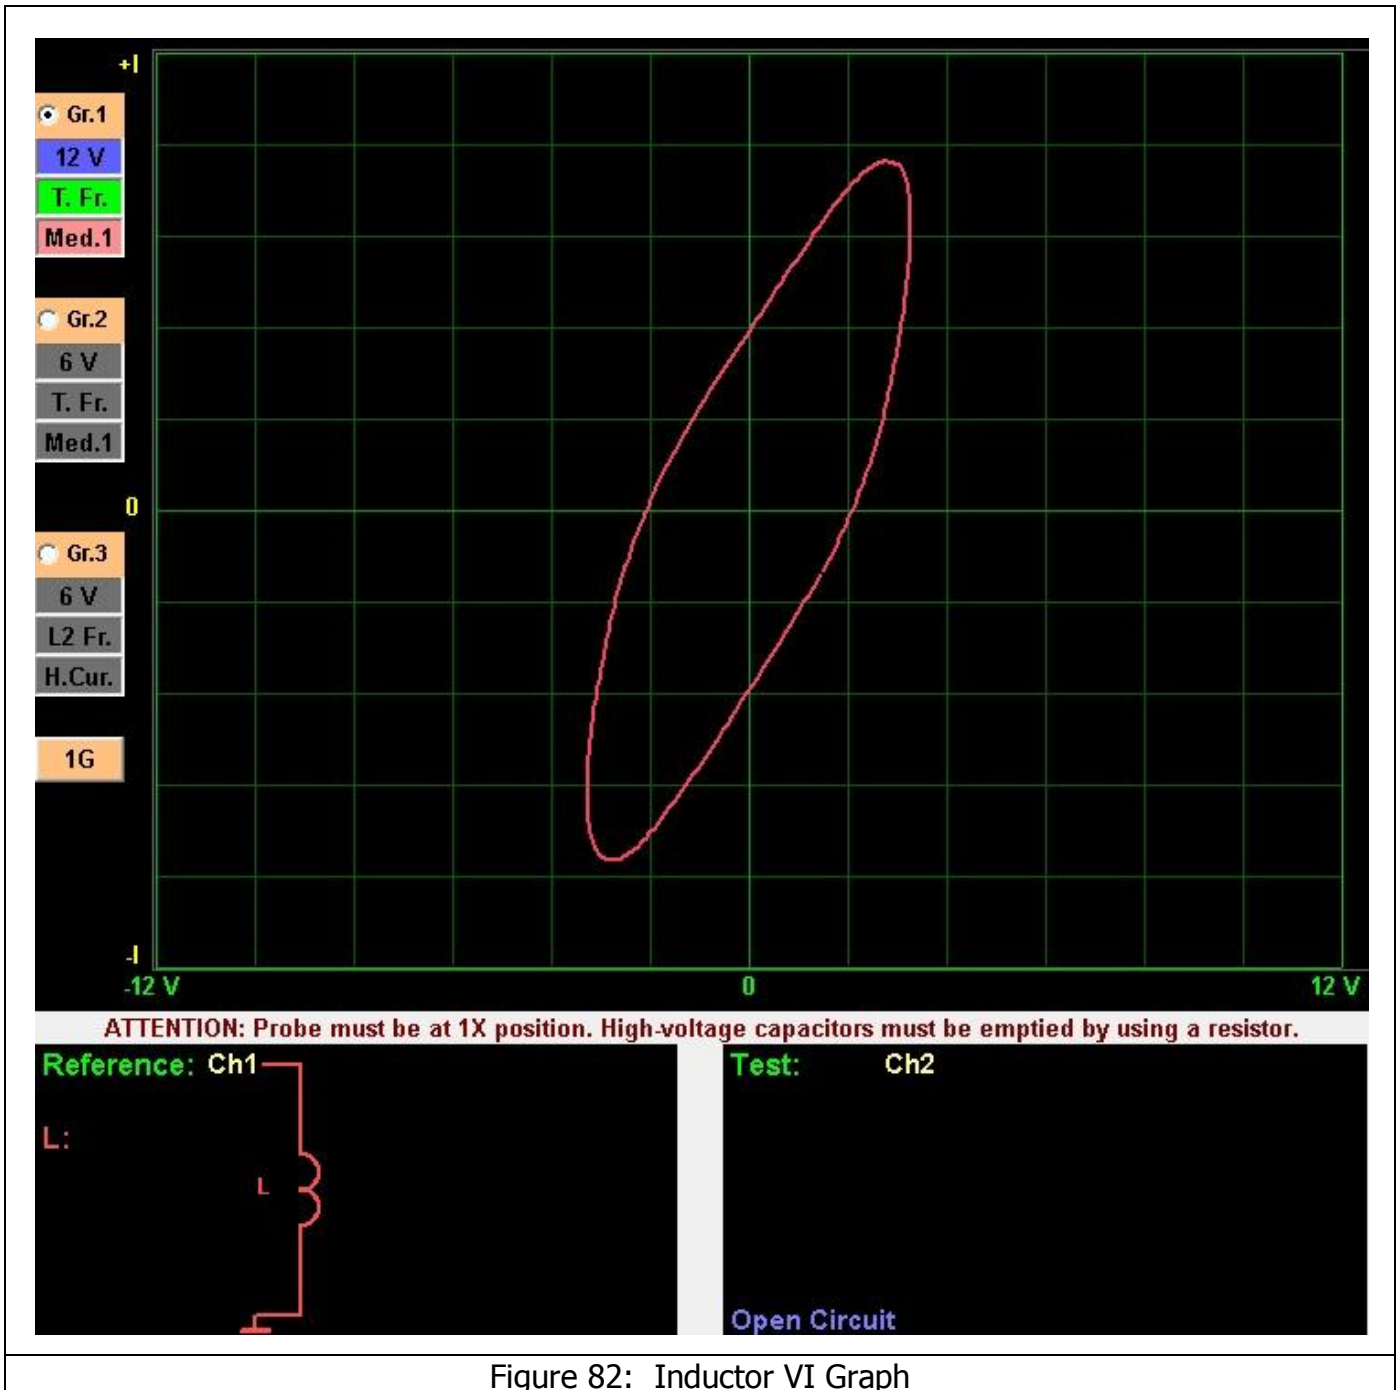 +I
Gr.1
12 V
T. Fr.
Med.1
Gr.2
6 V
T. Fr.
Med.1
0
Gr.3
6 V
L2 Fr.
H.Cur.
1G
-I
-12 V 0 12 V
ATTENTION: Probe must be at 1X position. High-voltage capacitors must be emptied by using a resistor.
Reference: Ch1
L:
L
Test: Ch2
Open Circuit
Figure 82: Inductor VI Graph